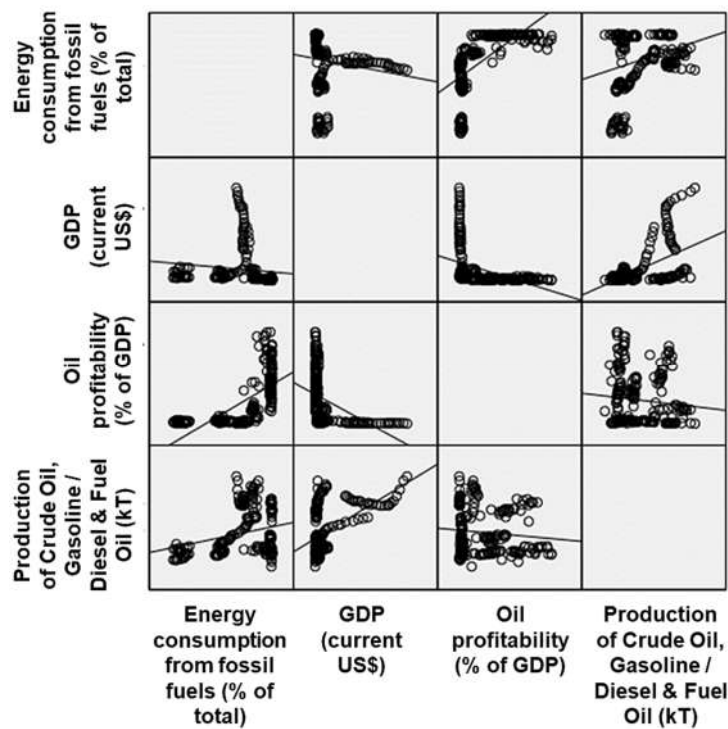 Energy
consumption
from fossil
fuels (% of
total)
GDP
(current
US$)
Oil
profitability
(% of GDP)
Production
of Crude Oil,
Gasoline /
Diesel & Fuel
Oil (kT)
Energy
consumption
from fossil
fuels (% of
total)
GDP
(current
US$)
Oil
profitability
(% of GDP)
Production
of Crude Oil,
Gasoline /
Diesel & Fuel
Oil (kT)